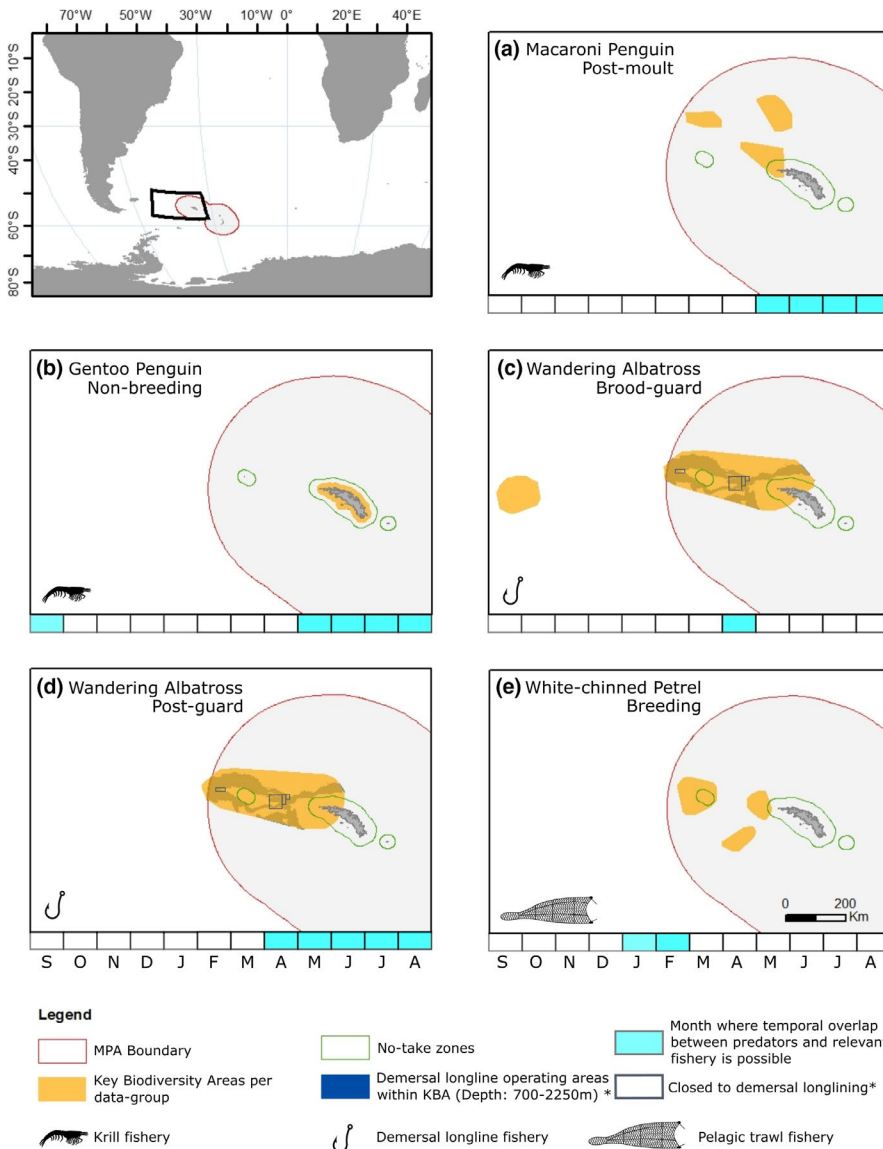 70°W 50°W 30°W 0° 20°E 40°E
10°S
20°S
30°S
40°S
60°S
80°S
(a) Macaroni Penguin
Post-moult
(b) Gentoo Penguin
Non-breeding
(c) Wandering Albatross
Brood-guard
(d) Wandering Albatross
Post-guard
S O N D J F M A M J J A
(e) White-chinned Petrel
Breeding
0 200
Km
S O N D J F M A M J J A
Legend
MPA Boundary
No-take zones
Month where temporal overlap
between predators and relevant
fishery is possible
Key Biodiversity Areas per
data-group
Demersal longline operating areas
within KBA (Depth: 700-2250m) *
Closed to demersal longlining*
Krill fishery
Demersal longline fishery
Pelagic trawl fishery